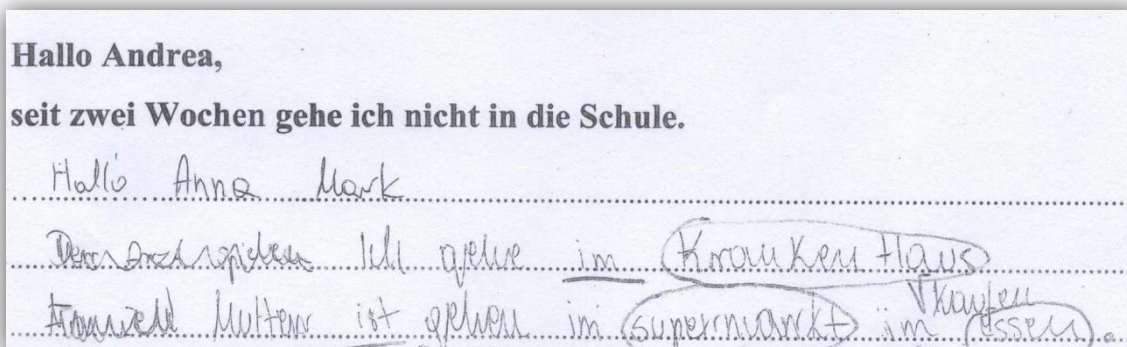 Hallo Andrea,
seit zwei Wochen gehe ich nicht in die Schule.
Hallo Anna Mark
Ich gehe im Kranken Haus
Mutter ist gehen im supermarkt im kaufen essen.